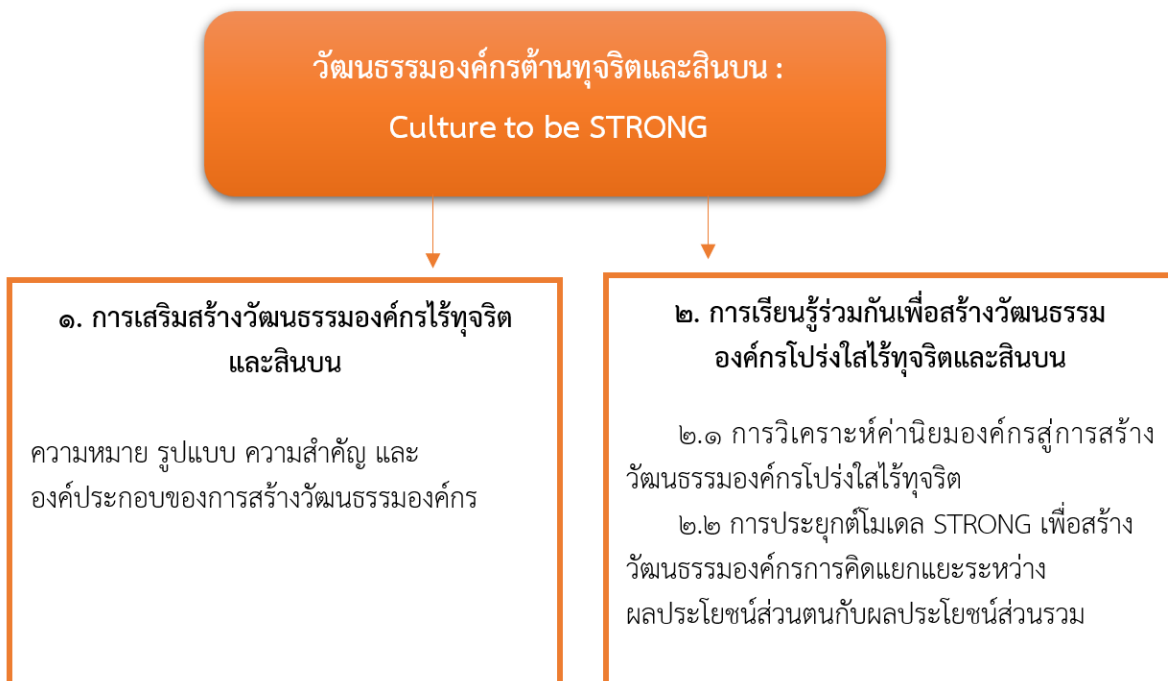 วัฒนธรรมองค์กรต้านทุจริตและสินบน :
Culture to be STRONG
๑. การเสริมสร้างวัฒนธรรมองค์กรไร้ทุจริต
และสินบน
ความหมาย รูปแบบ ความสำคัญ และ
องค์ประกอบของการสร้างวัฒนธรรมองค์กร
๒. การเรียนรู้ร่วมกันเพื่อสร้างวัฒนธรรม
องค์กรโปร่งใสไร้ทุจริตและสินบน
๒.๑ การวิเคราะห์ค่านิยมองค์กรสู่การสร้าง
วัฒนธรรมองค์กรโปร่งใสไร้ทุจริต
๒.๒ การประยุกต์โมเดล STRONG เพื่อสร้าง
วัฒนธรรมองค์กรการคิดแยกแยะระหว่าง
ผลประโยชน์ส่วนตนกับผลประโยชน์ส่วนรวม